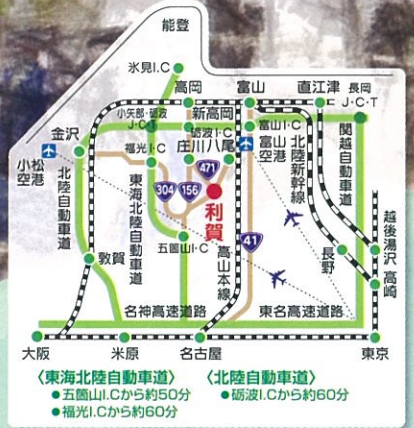 能登
氷見I.C
高岡
富山
直江津
長岡
J・C・T
小矢部・砺波
J・C・T
新高岡
金沢
砺波I・C
富山I・C
福光I・C
庄川
八尾
富山
空港
小松
空港
北陸自動車道
東海北陸自動車道
304
156
471
利賀
41
五箇山I・C
高山本線
北陸新幹線
関越自動車道
越後湯沢
長野
高崎
敦賀
名神高速道路
東名高速道路
大阪
米原
名古屋
東京
〈東海北陸自動車道〉
●五箇山I.Cから約50分
●福光I.Cから約60分
〈北陸自動車道〉
●砺波I.Cから約60分